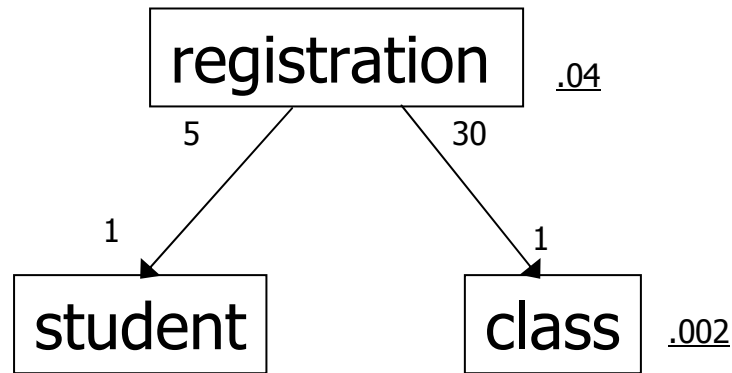 registration
.04
5
30
1
1
student
class
.002